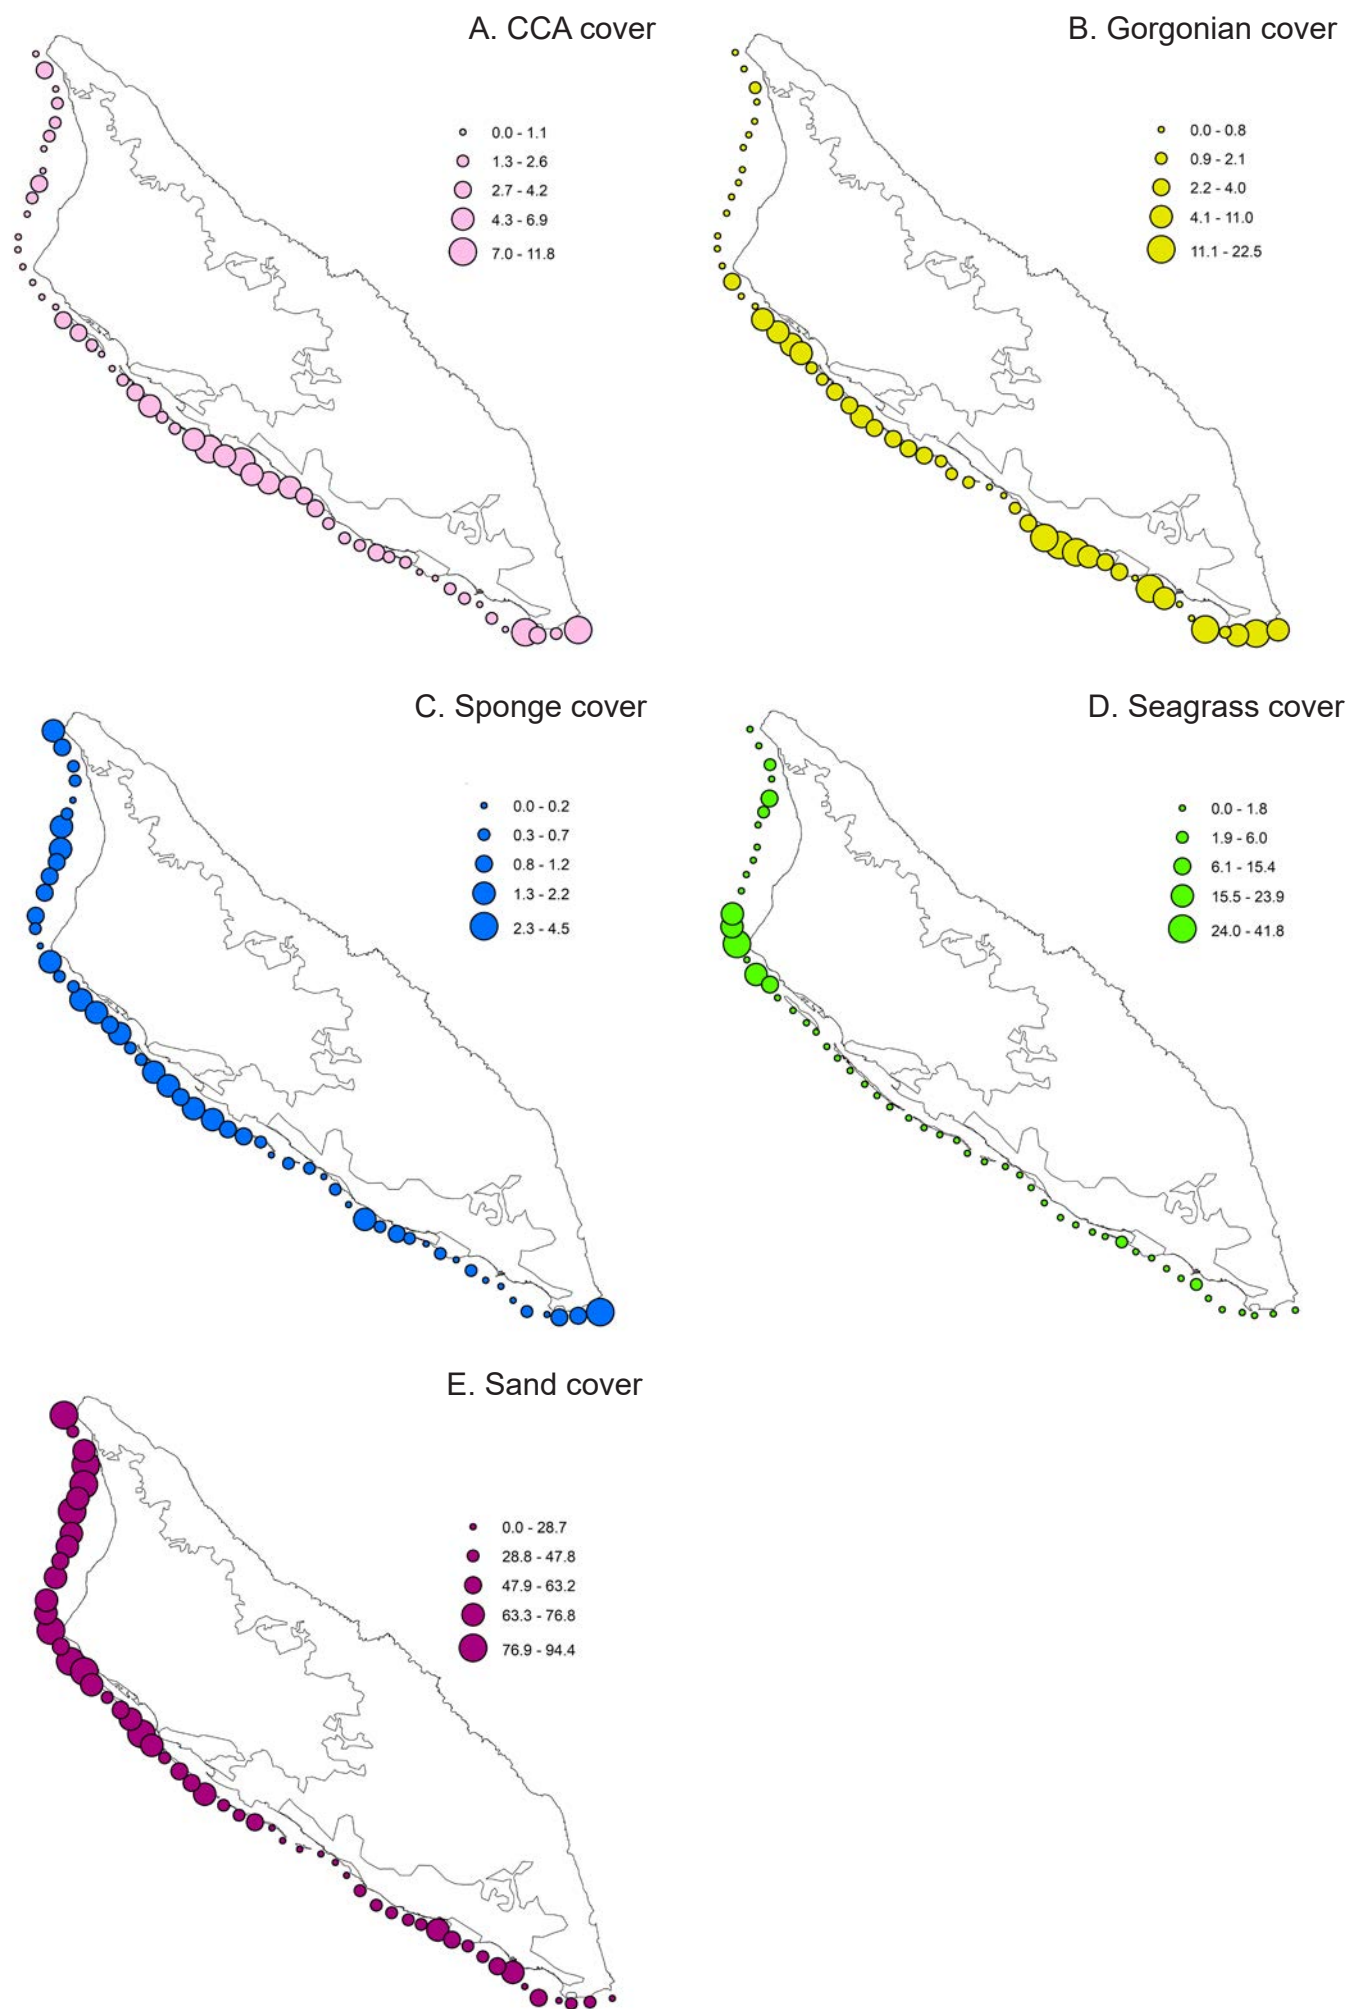 A. CCA cover
0.0 - 1.1
1.3 - 2.6
2.7 - 4.2
4.3 - 6.9
7.0 - 11.8
B. Gorgonian cover
0.0 - 0.8
0.9 - 2.1
2.2 - 4.0
4.1 - 11.0
11.1 - 22.5
C. Sponge cover
0.0 - 0.2
0.3 - 0.7
0.8 - 1.2
1.3 - 2.2
2.3 - 4.5
D. Seagrass cover
0.0 - 1.8
1.9 - 6.0
6.1 - 15.4
15.5 - 23.9
24.0 - 41.8
E. Sand cover
0.0 - 28.7
28.8 - 47.8
47.9 - 63.2
63.3 - 76.8
76.9 - 94.4